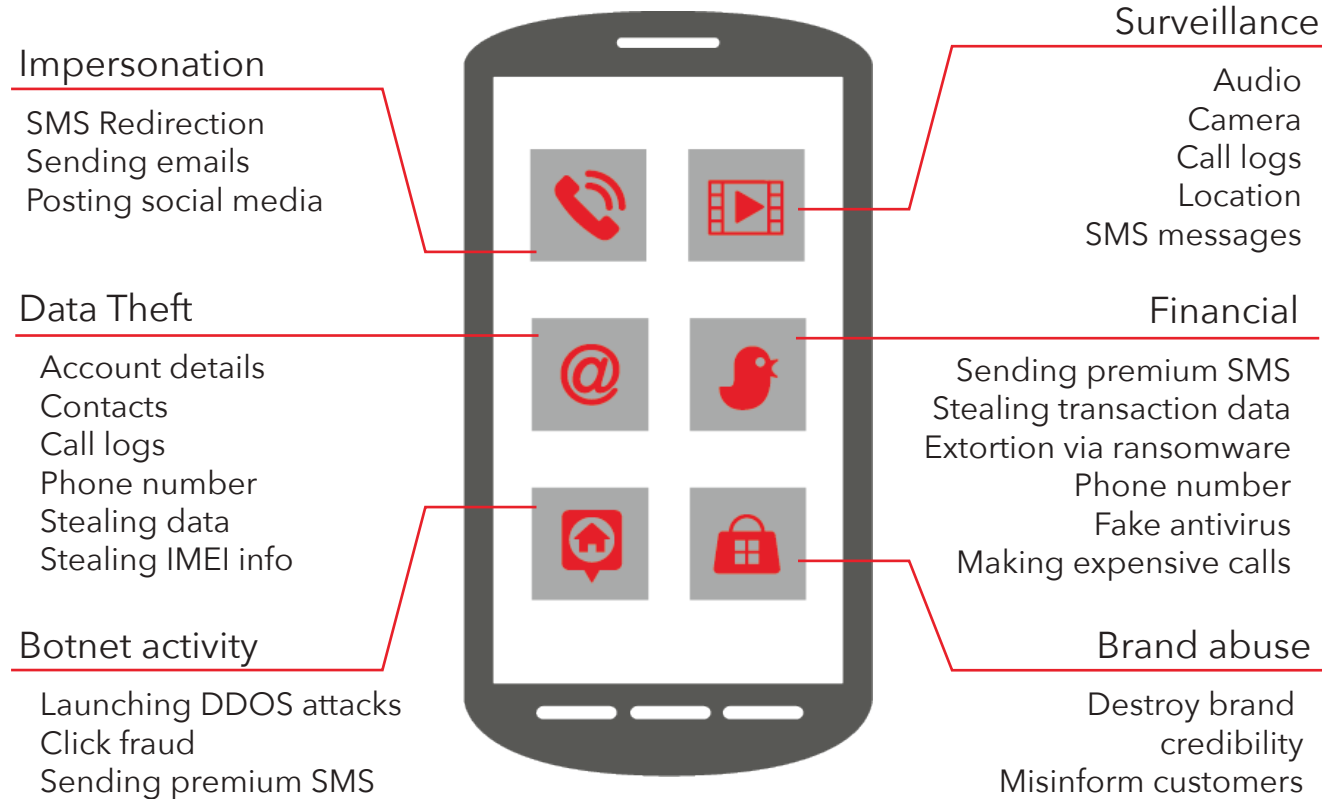 Impersonation
SMS Redirection
Sending emails
Posting social media
Data Theft
Account details
Contacts
Call logs
Phone number
Stealing data
Stealing IMEI info
Botnet activity
Launching DDOS attacks
Click fraud
Sending premium SMS
@
Surveillance
Audio
Camera
Call logs
Location
SMS messages
Financial
Sending premium SMS
Stealing transaction data
Extortion via ransomware
Phone number
Fake antivirus
Making expensive calls
Brand abuse
Destroy brand
credibility
Misinform customers